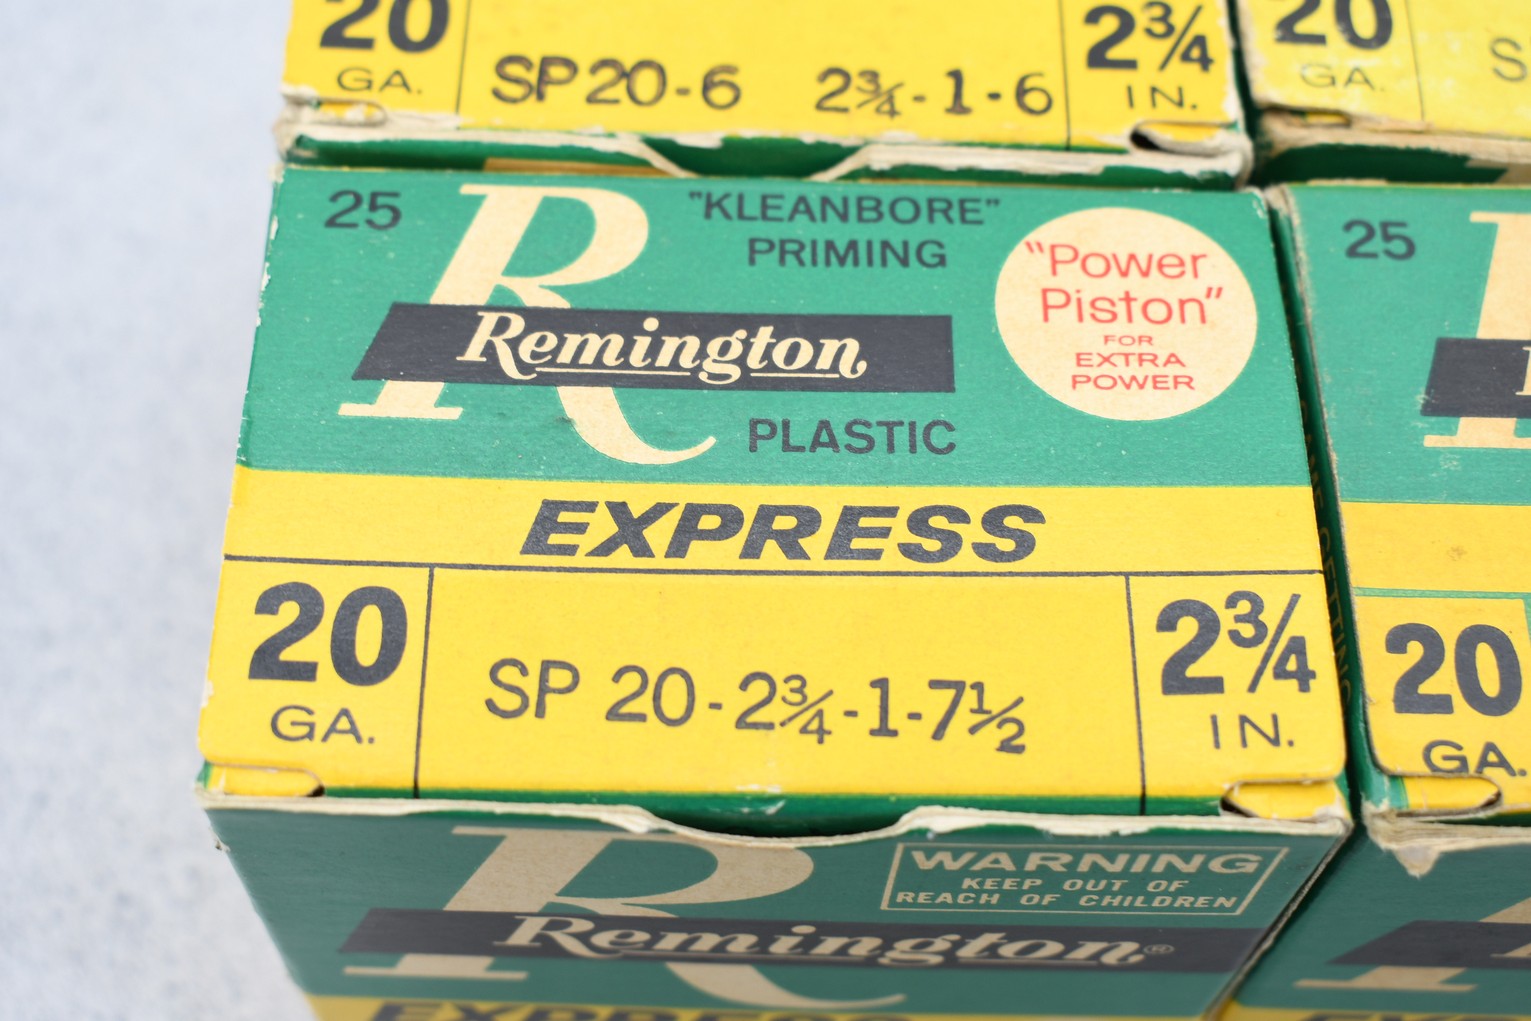 20
GA.
SP20-6 2¾-1-6
2¾
IN.
20
GA.
S
25
"KLEANBORE"
PRIMING
"Power
Piston"
FOR
EXTRA
POWER
R
Remington
PLASTIC
EXPRESS
20
GA.
SP 20-2¾-1-7½
2¾
IN.
25
20
GA.
R
WARNING
KEEP OUT OF
REACH OF CHILDREN
Remington®
EXPRESS